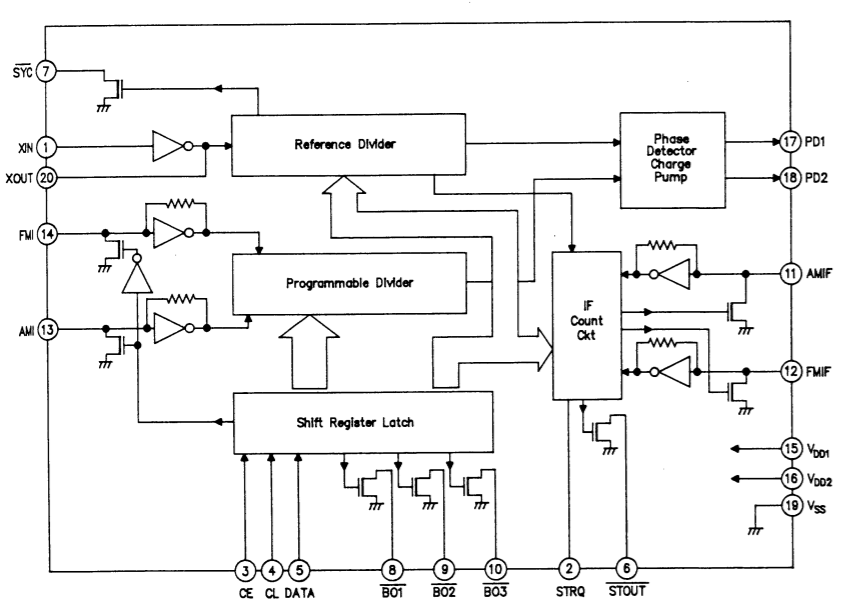 SYC 7
Reference Divider
Phase
Detector
Charge
Pump
XIN 1
17 PD1
XOUT 20
18 PD2
FMI 14
Programmable Divider
11 AMIF
IF
Count
Ckt
AMI 13
12 FMIF
Shift Register Latch
15 VDD1
16 VDD2
19 VSS
3 4 5 8 9 10 2 6
CE CL DATA BO1 BO2 BO3 STRQ STOUT